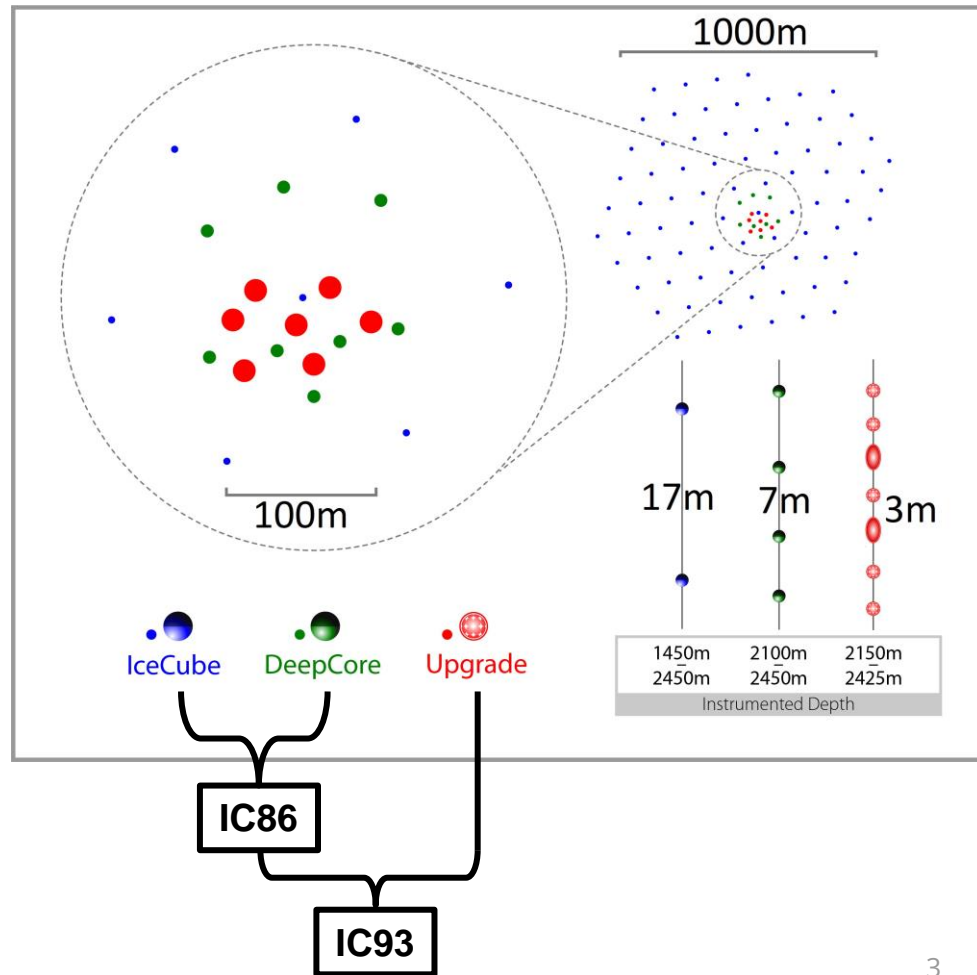 1000m
100m
17m
7m
3m
IceCube
DeepCore
Upgrade
1450m
–
2450m
2100m
–
2450m
2150m
–
2425m
Instrumented Depth
IC86
IC93
3